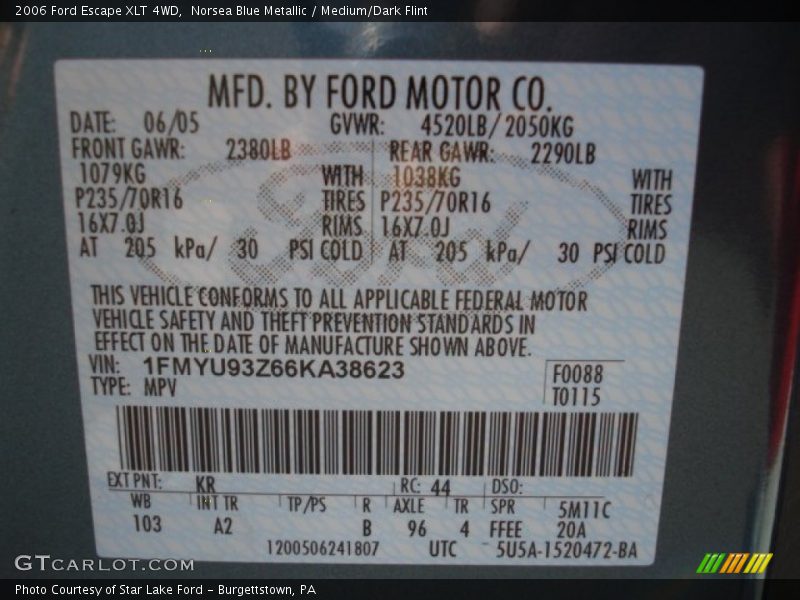 2006 Ford Escape XLT 4WD,  Norsea Blue Metallic / Medium/Dark Flint
MFD. BY FORD MOTOR CO.
DATE: 06/05 GVWR: 4520LB/2050KG
FRONT GAWR: 2380LB REAR GAWR: 2290LB
1079KG WITH 1038KG WITH
P235/70R16 TIRES P235/70R16 TIRES
16X7.0J RIMS 16X7.0J RIMS
AT 205 kPa/ 30 PSI COLD AT 205 kPa/ 30 PSI COLD
THIS VEHICLE CONFORMS TO ALL APPLICABLE FEDERAL MOTOR
VEHICLE SAFETY AND THEFT PREVENTION STANDARDS IN
EFFECT ON THE DATE OF MANUFACTURE SHOWN ABOVE.
VIN: 1FMYU93Z66KA38623 F0088
TYPE: MPV T0115
EXT PNT: KR RC: 44 DSO:
WB INT TR TP/PS R AXLE TR SPR 5M11C
103 A2 B 96 4 FFEE 20A
1200506241807 UTC 5U5A-1520472-BA
GTCARLOT.COM
Photo Courtesy of Star Lake Ford - Burgettstown, PA